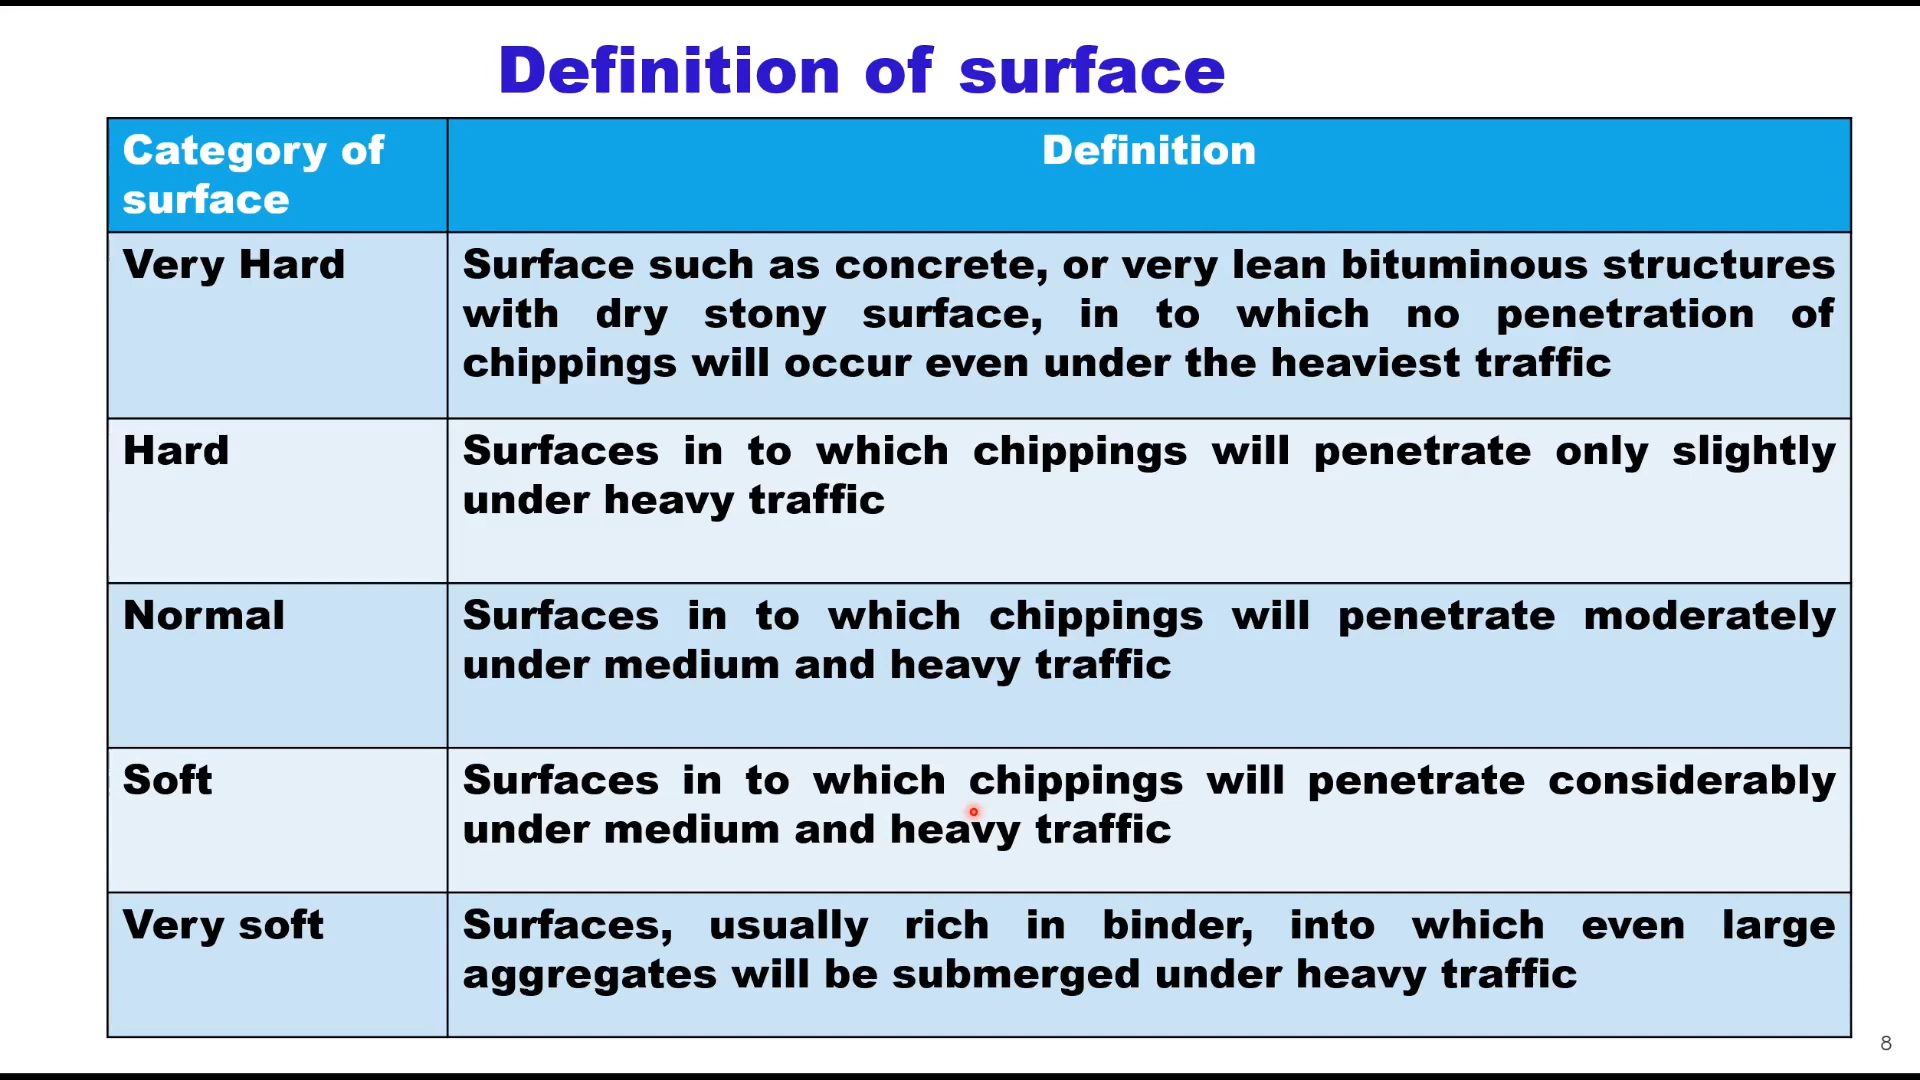 Definition of surface
Category of
surface
Definition
Very Hard
Surface such as concrete, or very lean bituminous structures
with dry stony surface, in to which no penetration of
chippings will occur even under the heaviest traffic
Hard
Surfaces in to which chippings will penetrate only slightly
under heavy traffic
Normal
Surfaces in to which chippings will penetrate moderately
under medium and heavy traffic
Soft
Surfaces in to which chippings will penetrate considerably
under medium and heavy traffic
Very soft
Surfaces, usually rich in binder, into which even large
aggregates will be submerged under heavy traffic
8